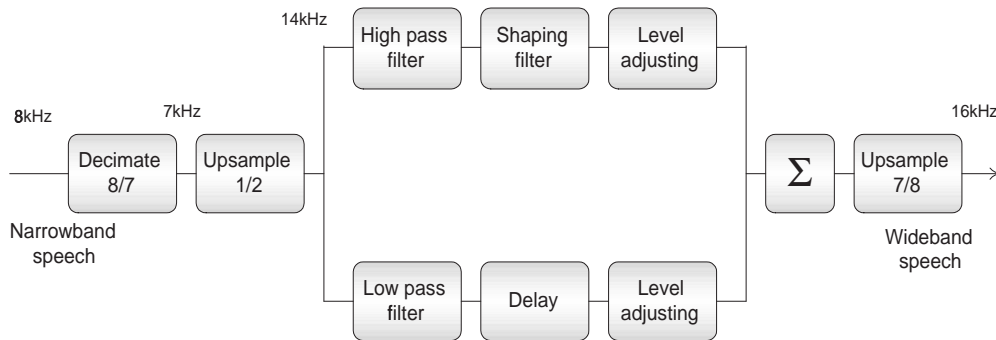 14kHz
High pass
filter
Shaping
filter
Level
adjusting
8kHz
7kHz
16kHz
Decimate
8/7
Upsample
1/2
Σ
Upsample
7/8
Narrowband
speech
Wideband
speech
Low pass
filter
Delay
Level
adjusting